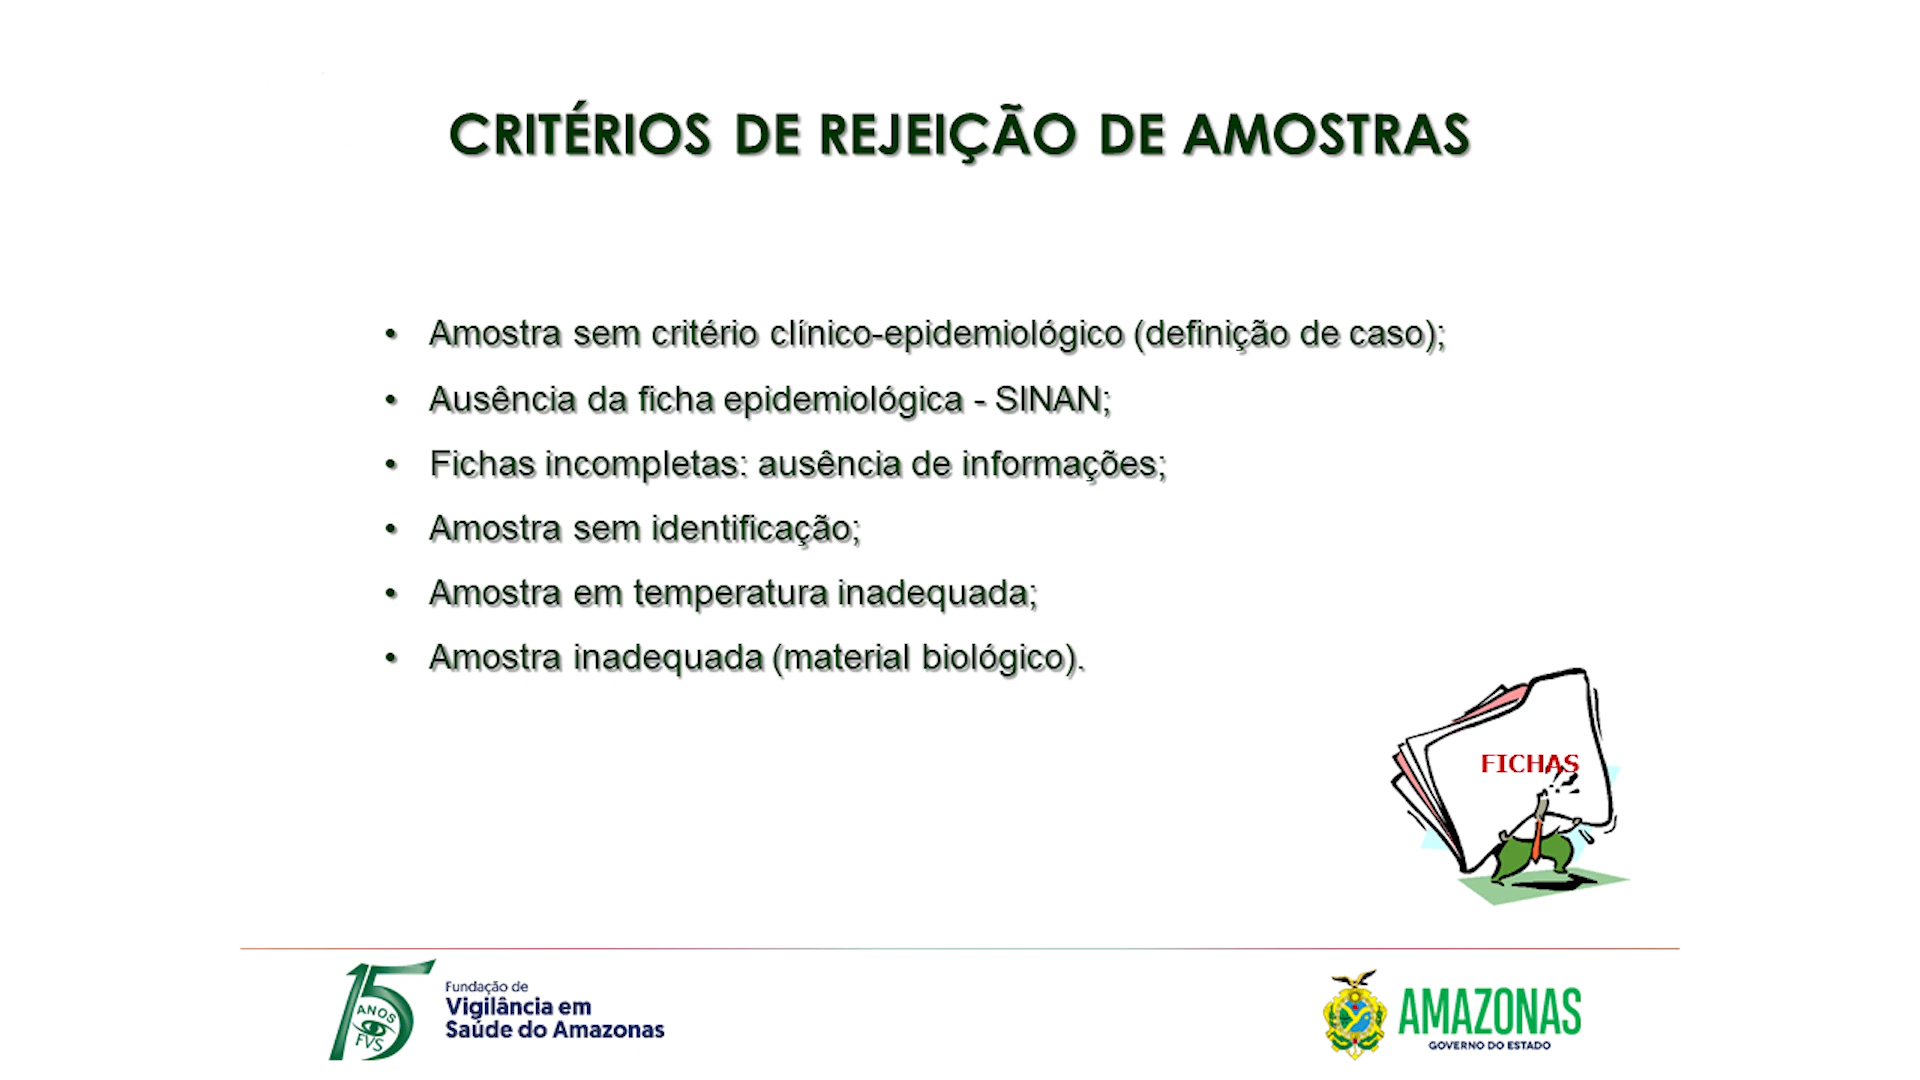 CRITÉRIOS DE REJEIÇÃO DE AMOSTRAS
• Amostra sem critério clínico-epidemiológico (definição de caso);
• Ausência da ficha epidemiológica - SINAN;
• Fichas incompletas: ausência de informações;
• Amostra sem identificação;
• Amostra em temperatura inadequada;
• Amostra inadequada (material biológico).
FICHAS
15
ANOS
FVS
Fundação de
Vigilância em
Saúde do Amazonas
AMAZONAS
GOVERNO DO ESTADO